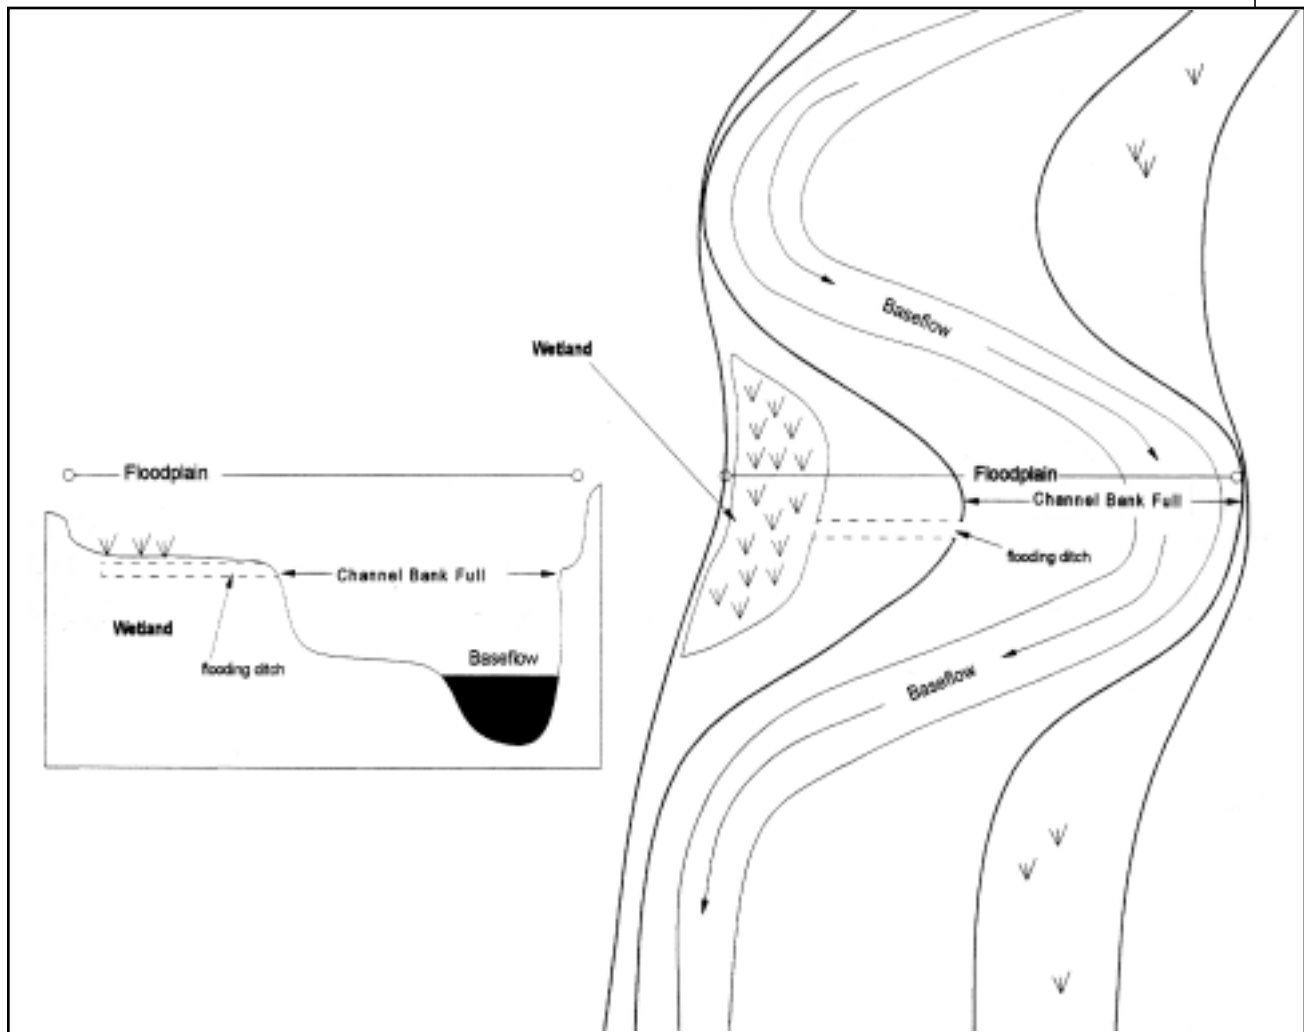 Floodplain
Channel Bank Full
Wetland
flooding ditch
Baseflow
Baseflow
Wetland
Floodplain
Channel Bank Full
flooding ditch
Baseflow